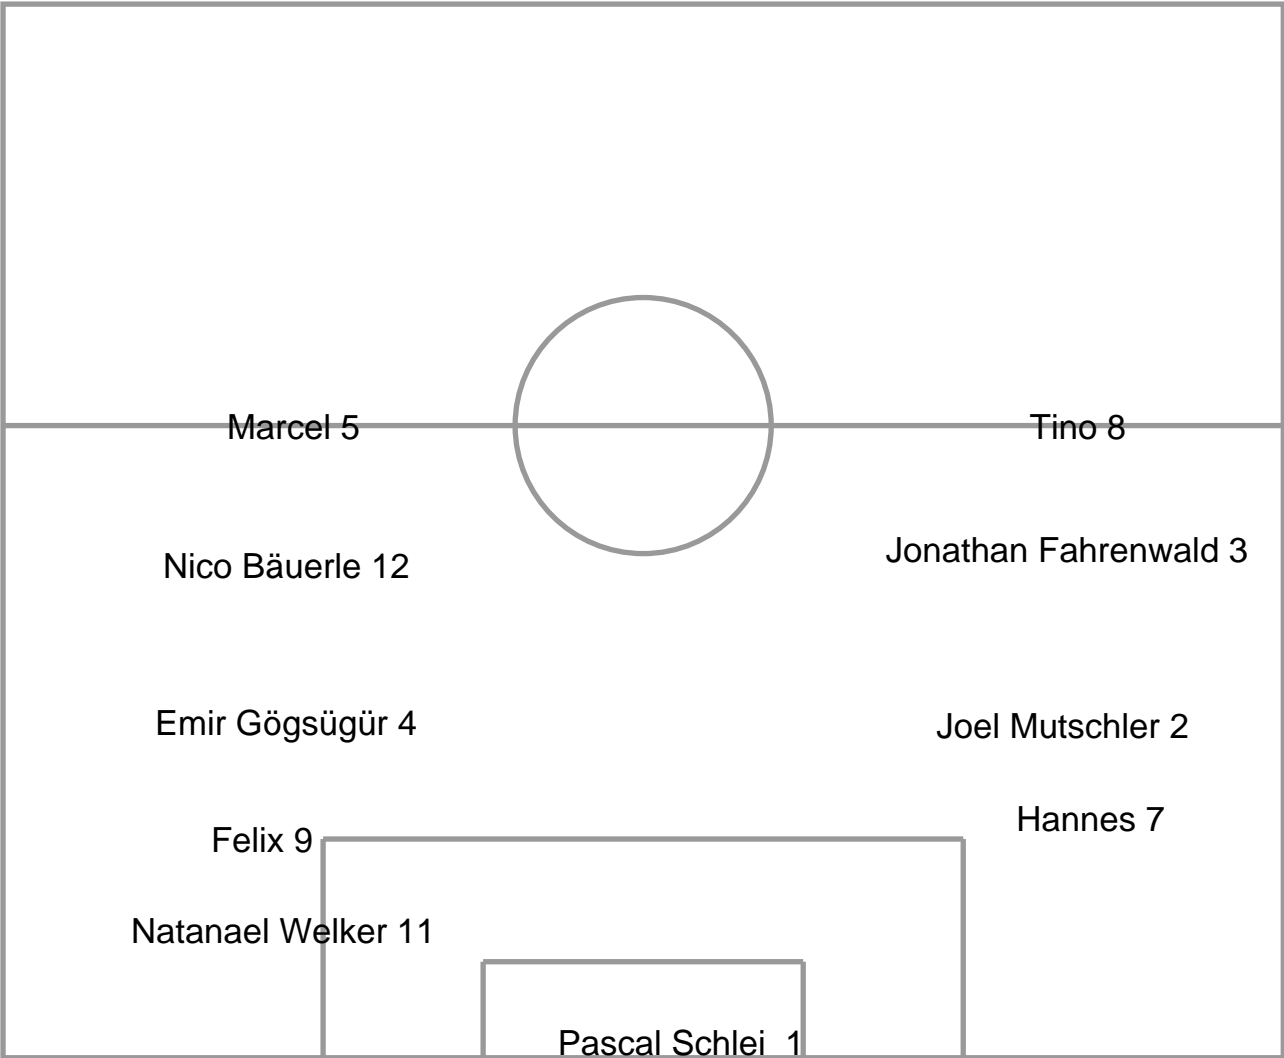 Marcel 5
Tino 8
Jonathan Fahrenwald 3
Nico Bäuerle 12
Emir Gögsügür 4
Joel Mutschler 2
Hannes 7
Felix 9
Natanael Welker 11
Pascal Schlei  1